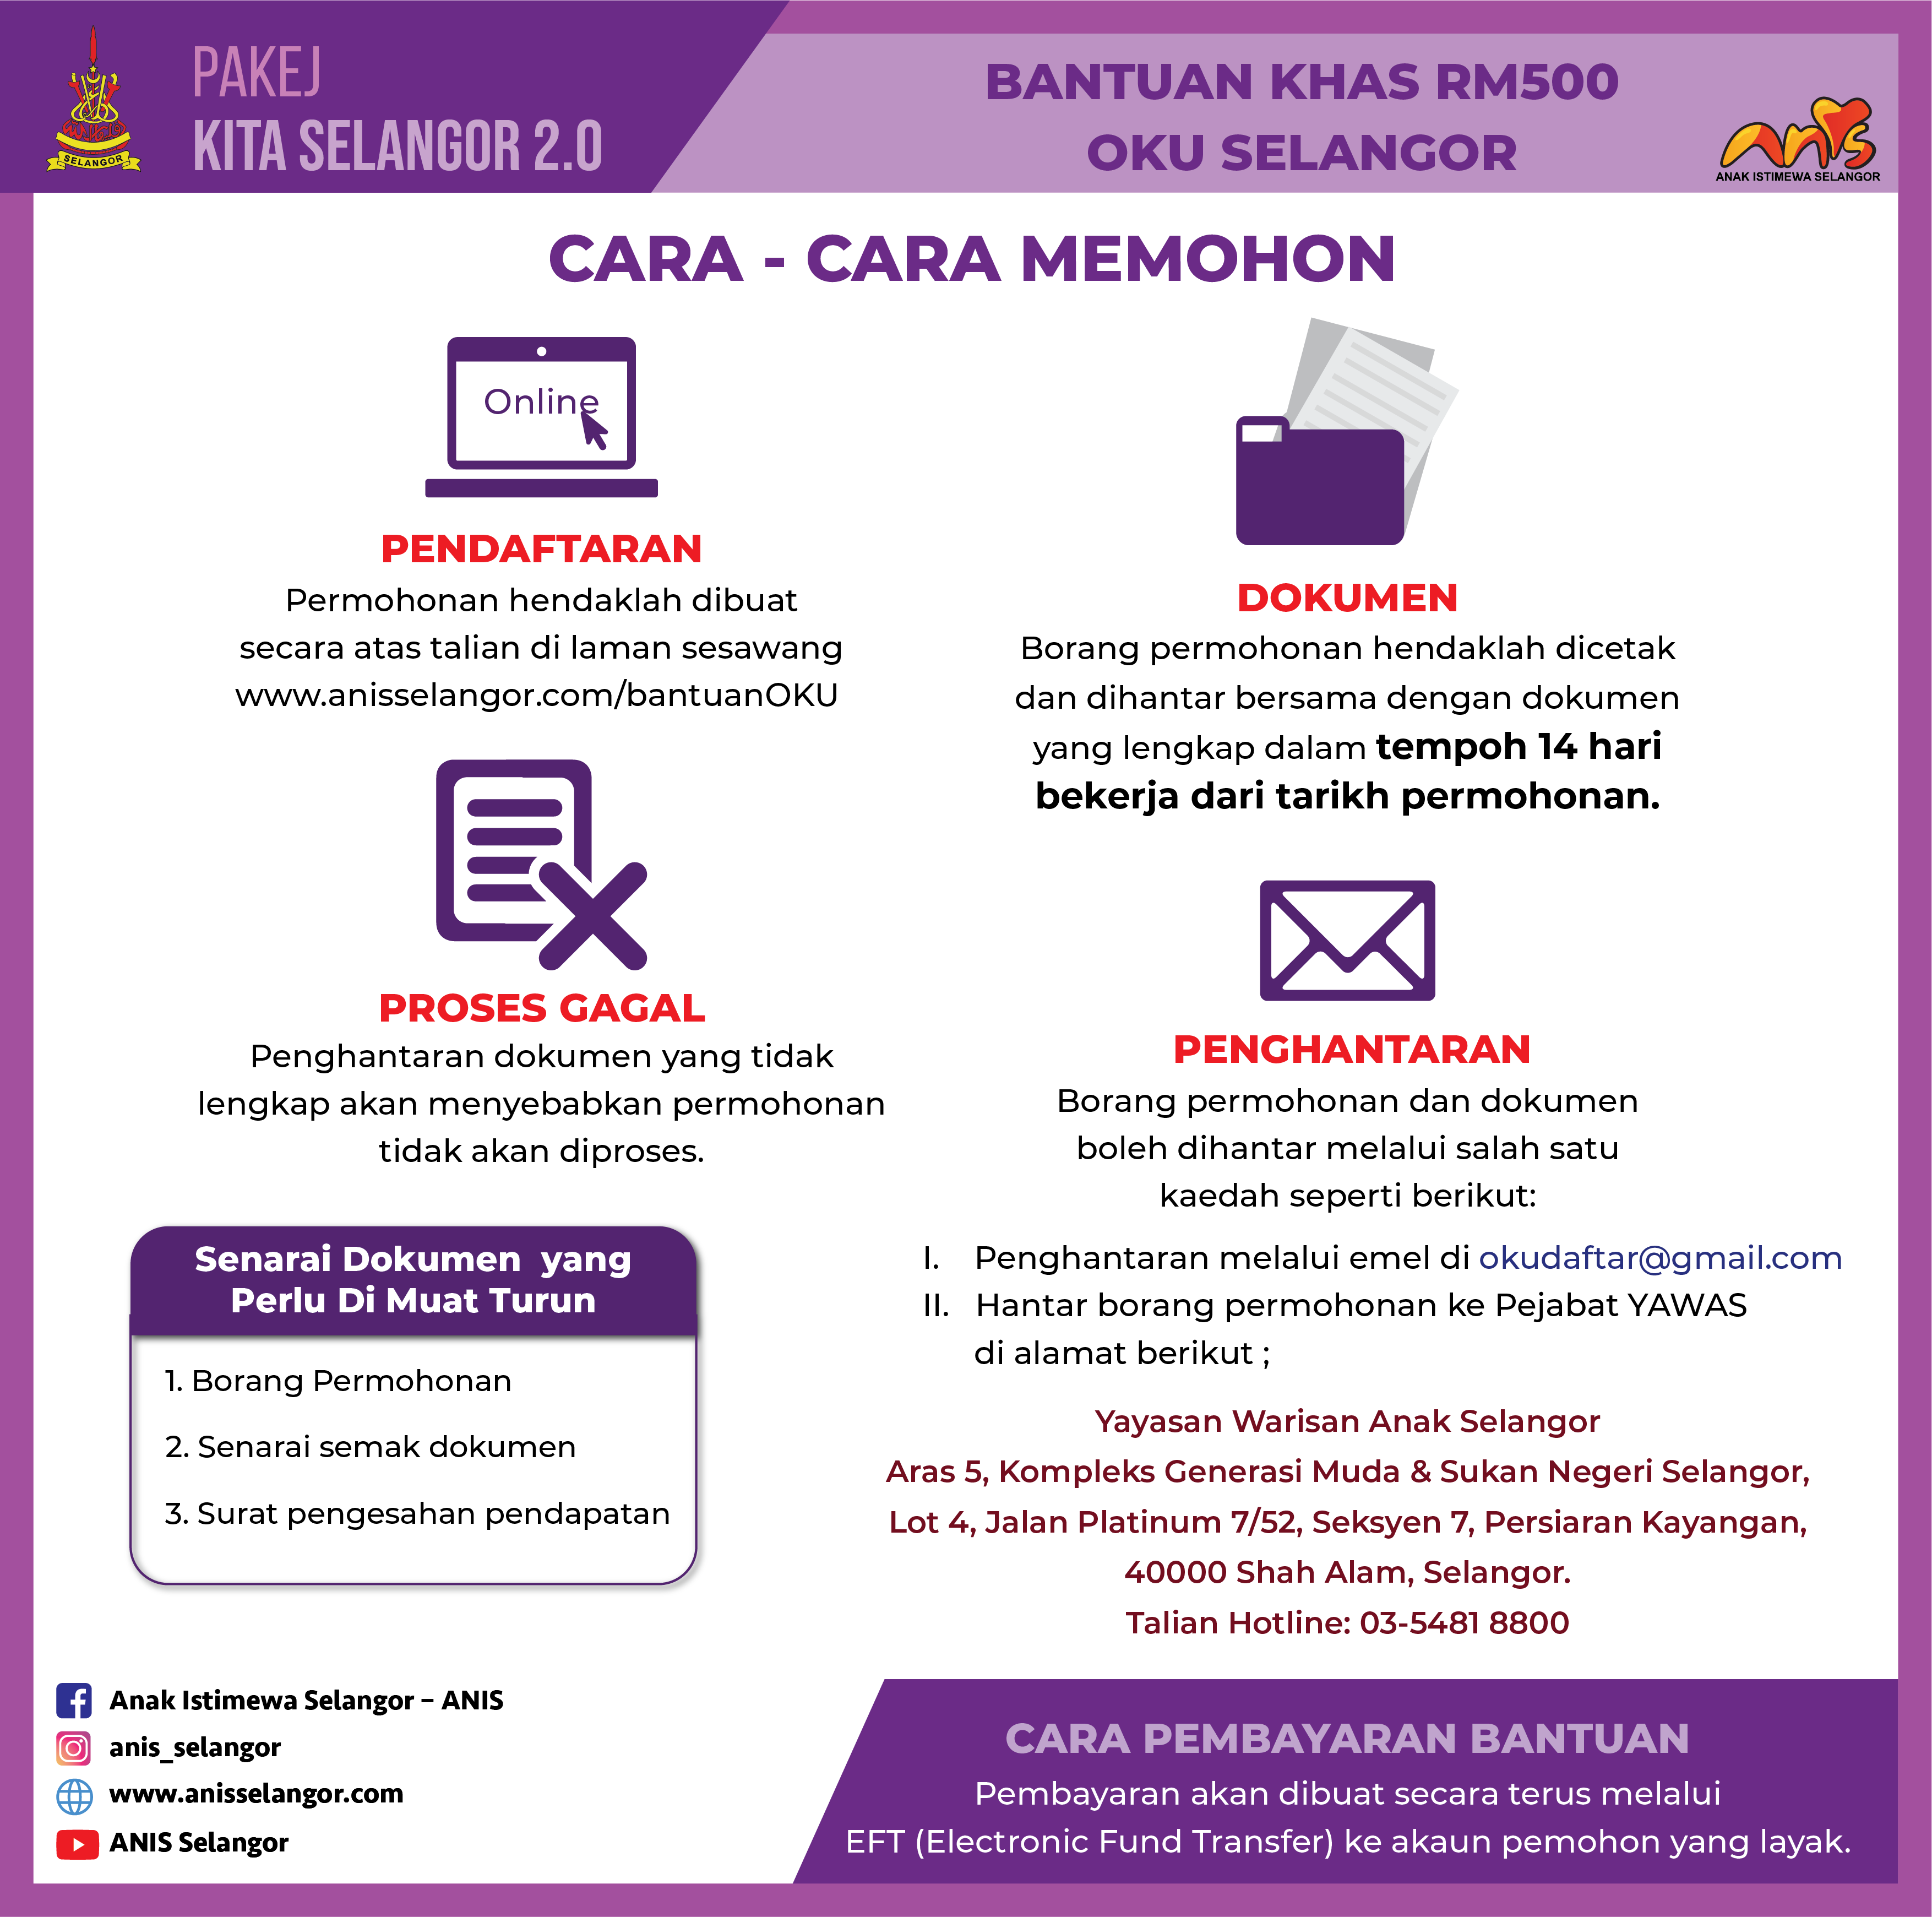 SELANGOR
PAKEJ
KITA SELANGOR 2.0
BANTUAN KHAS RM500
OKU SELANGOR
anis
ANAK ISTIMEWA SELANGOR
CARA - CARA MEMOHON
Online
PENDAFTARAN
Permohonan hendaklah dibuat
secara atas talian di laman sesawang
www.anisselangor.com/bantuanOKU
DOKUMEN
Borang permohonan hendaklah dicetak
dan dihantar bersama dengan dokumen
yang lengkap dalam tempoh 14 hari
bekerja dari tarikh permohonan.
PROSES GAGAL
Penghantaran dokumen yang tidak
lengkap akan menyebabkan permohonan
tidak akan diproses.
PENGHANTARAN
Borang permohonan dan dokumen
boleh dihantar melalui salah satu
kaedah seperti berikut:
I. Penghantaran melalui emel di okudaftar@gmail.com
II. Hantar borang permohonan ke Pejabat YAWAS
di alamat berikut ;
Yayasan Warisan Anak Selangor
Aras 5, Kompleks Generasi Muda & Sukan Negeri Selangor,
Lot 4, Jalan Platinum 7/52, Seksyen 7, Persiaran Kayangan,
40000 Shah Alam, Selangor.
Talian Hotline: 03-5481 8800
Senarai Dokumen yang
Perlu Di Muat Turun
1. Borang Permohonan
2. Senarai semak dokumen
3. Surat pengesahan pendapatan
Anak Istimewa Selangor – ANIS
anis_selangor
www.anisselangor.com
ANIS Selangor
CARA PEMBAYARAN BANTUAN
Pembayaran akan dibuat secara terus melalui
EFT (Electronic Fund Transfer) ke akaun pemohon yang layak.